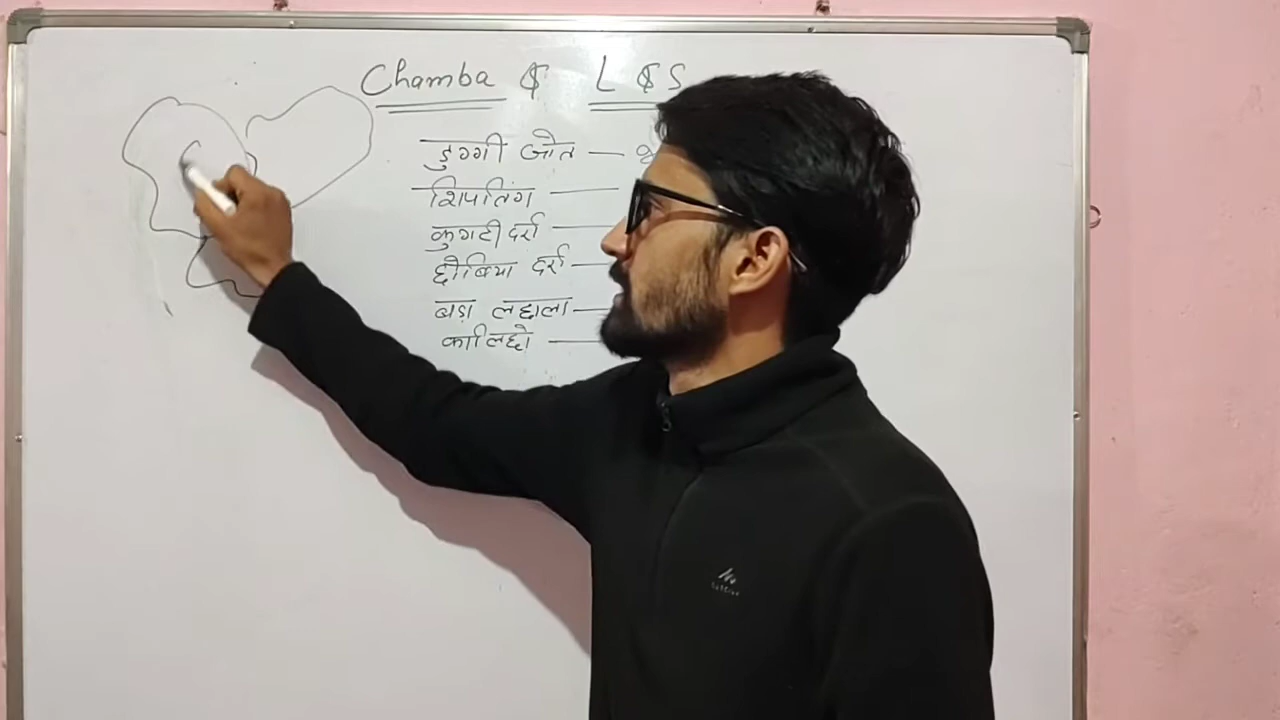 Chamba & L & S
डुग्गी जोत —
शिपतिंग —
कुगटी दर्रा —
छोबिया दर्रा —
बड़ा लहाला —
कालिछो —